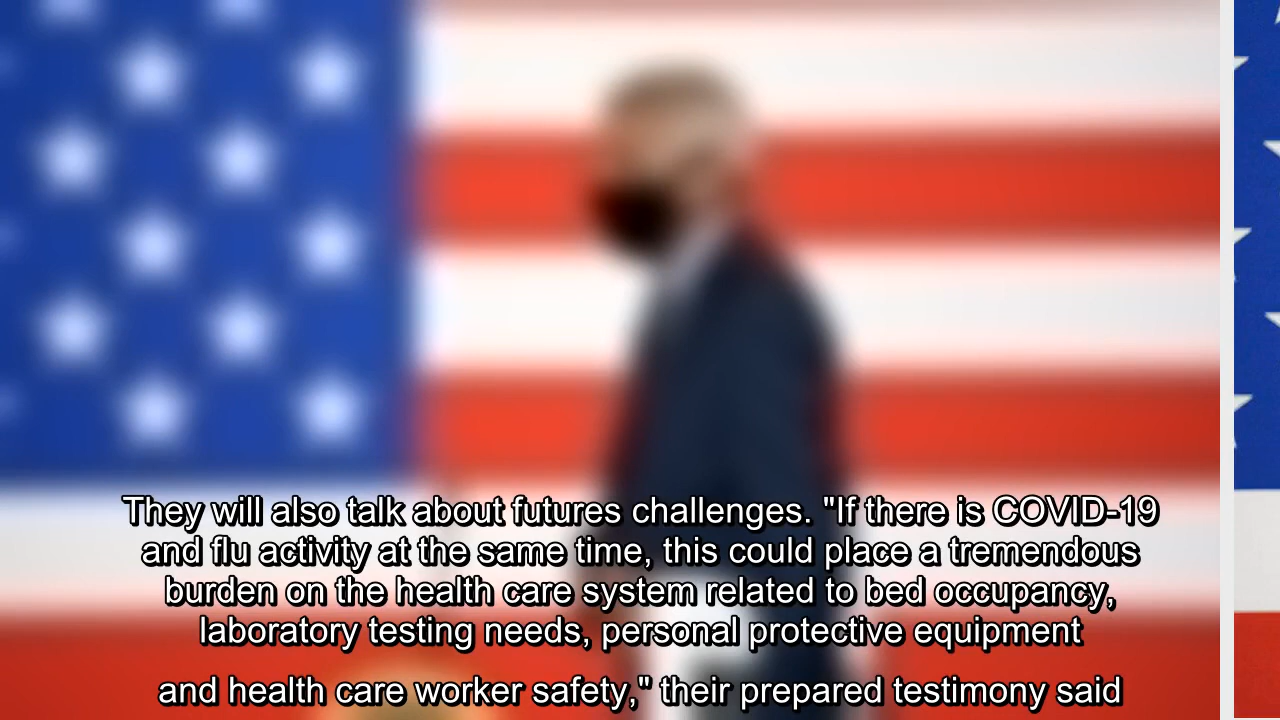 They will also talk about futures challenges. "If there is COVID-19
and flu activity at the same time, this could place a tremendous
burden on the health care system related to bed occupancy,
laboratory testing needs, personal protective equipment
and health care worker safety," their prepared testimony said